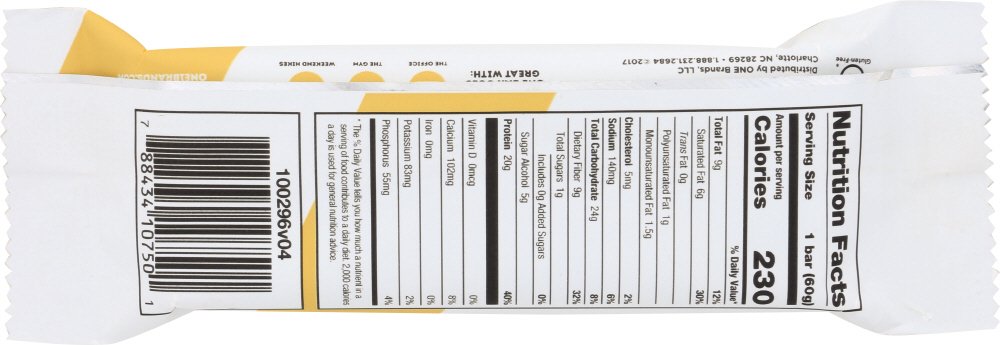 Nutrition Facts
Serving Size 1 bar (60g)
Amount per serving
Calories 230
% Daily Value*
Total Fat 9g 12%
Saturated Fat 6g 30%
Trans Fat 0g
Polyunsaturated Fat 1g
Monounsaturated Fat 1.5g
Cholesterol 5mg 2%
Sodium 140mg 6%
Total Carbohydrate 24g 8%
Dietary Fiber 9g 32%
Total Sugars 1g
Includes 0g Added Sugars 0%
Sugar Alcohol 5g
Protein 20g 40%
Vitamin D 0mcg 0%
Calcium 102mg 8%
Iron 0mg 0%
Potassium 83mg 2%
Phosphorus 55mg 4%
* The % Daily Value tells you how much a nutrient in a
serving of food contributes to a daily diet. 2,000 calories
a day is used for general nutrition advice.
100296v04
7 88434 10750 1
Gluten-Free
Distributed by ONE Brands, LLC
Charlotte, NC 28269 • 1.888.231.2684 © 2017
GREAT WITH:
THE OFFICE
THE GYM
WEEKEND HIKES
ONE1BRANDS.COM